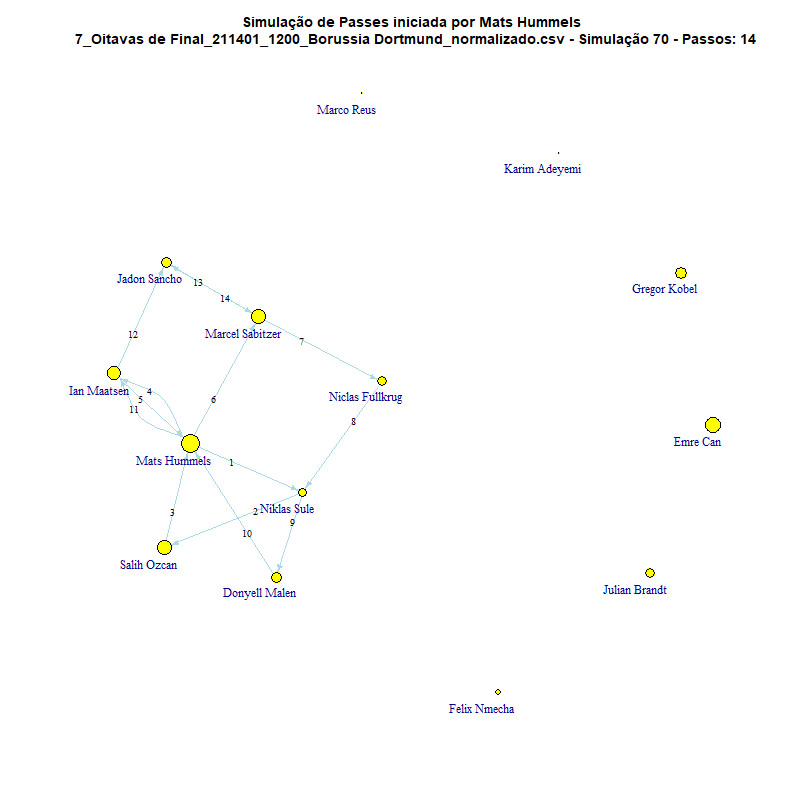 Simulação de Passes iniciada por Mats Hummels
7_Oitavas de Final_211401_1200_Borussia Dortmund_normalizado.csv - Simulação 70 - Passos: 14
Marco Reus
Karim Adeyemi
Jadon Sancho
13
Gregor Kobel
14
Marcel Sabitzer
12
7
Ian Maatsen
4
5
Niclas Fullkrug
6
11
8
Emre Can
Mats Hummels
1
3
2
Niklas Sule
9
10
Salih Ozcan
Donyell Malen
Julian Brandt
Felix Nmecha